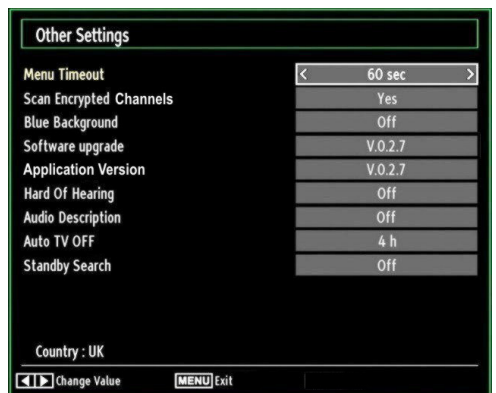 Other Settings
Menu Timeout < 60 sec >
Scan Encrypted Channels Yes
Blue Background Off
Software upgrade V.0.2.7
Application Version V.0.2.7
Hard Of Hearing Off
Audio Description Off
Auto TV OFF 4 h
Standby Search Off
Country : UK
Change Value MENU Exit